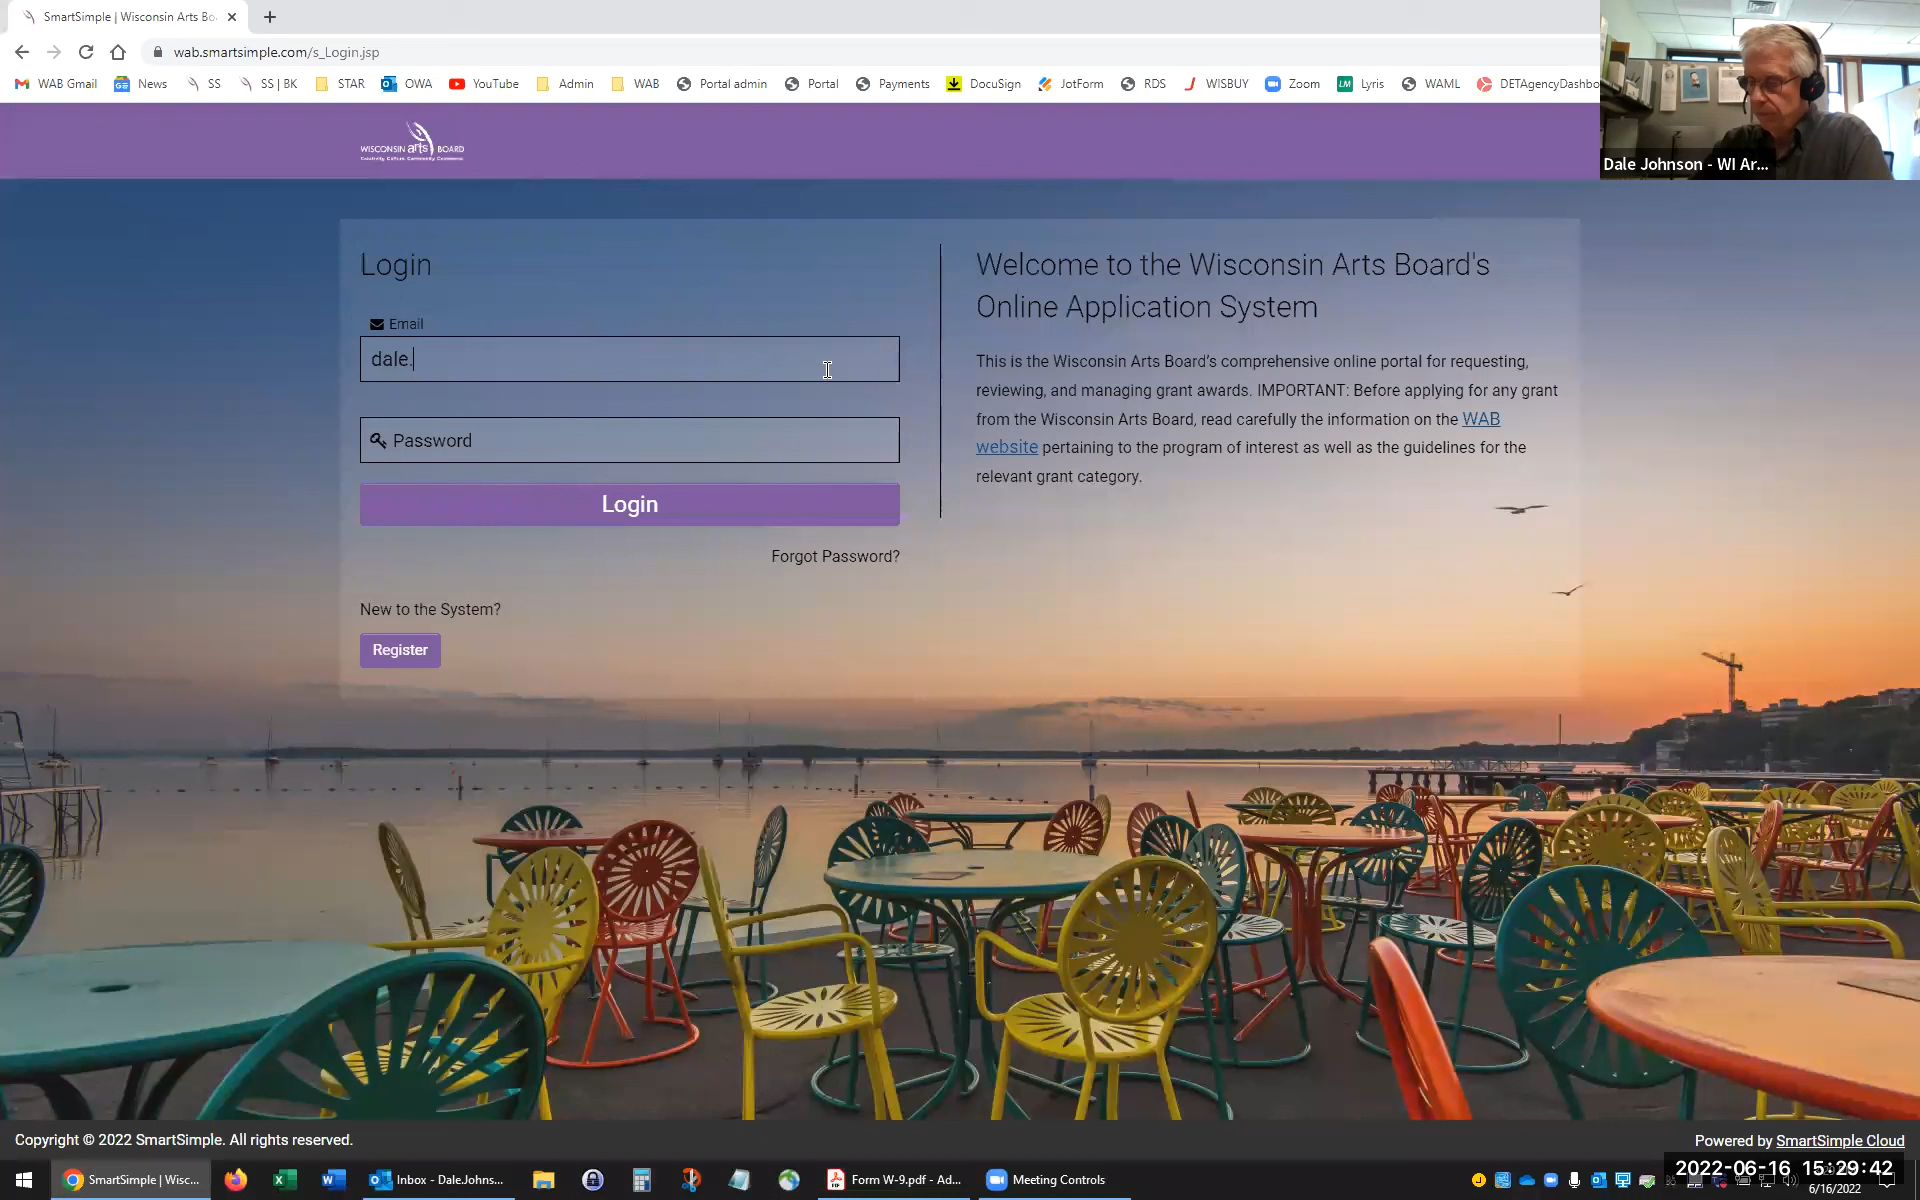 SmartSimple | Wisconsin Arts Bo
wab.smartsimple.com/s_Login.jsp
WAB Gmail News SS SS | BK STAR OWA YouTube Admin WAB Portal admin Portal Payments DocuSign JotForm RDS WISBUY Zoom Lyris WAML DETAgencyDashbo
Dale Johnson - WI Ar...
WISCONSIN arts BOARD
Login
Email
dale.
Password
Login
Forgot Password?
New to the System?
Register
Welcome to the Wisconsin Arts Board's
Online Application System
This is the Wisconsin Arts Board's comprehensive online portal for requesting,
reviewing, and managing grant awards. IMPORTANT: Before applying for any grant
from the Wisconsin Arts Board, read carefully the information on the WAB
website pertaining to the program of interest as well as the guidelines for the
relevant grant category.
Copyright © 2022 SmartSimple. All rights reserved.
Powered by SmartSimple Cloud
SmartSimple | Wisc... Inbox - Dale.Johns... Form W-9.pdf - Ad... Meeting Controls
2022-06-16 15:29:42
6/16/2022